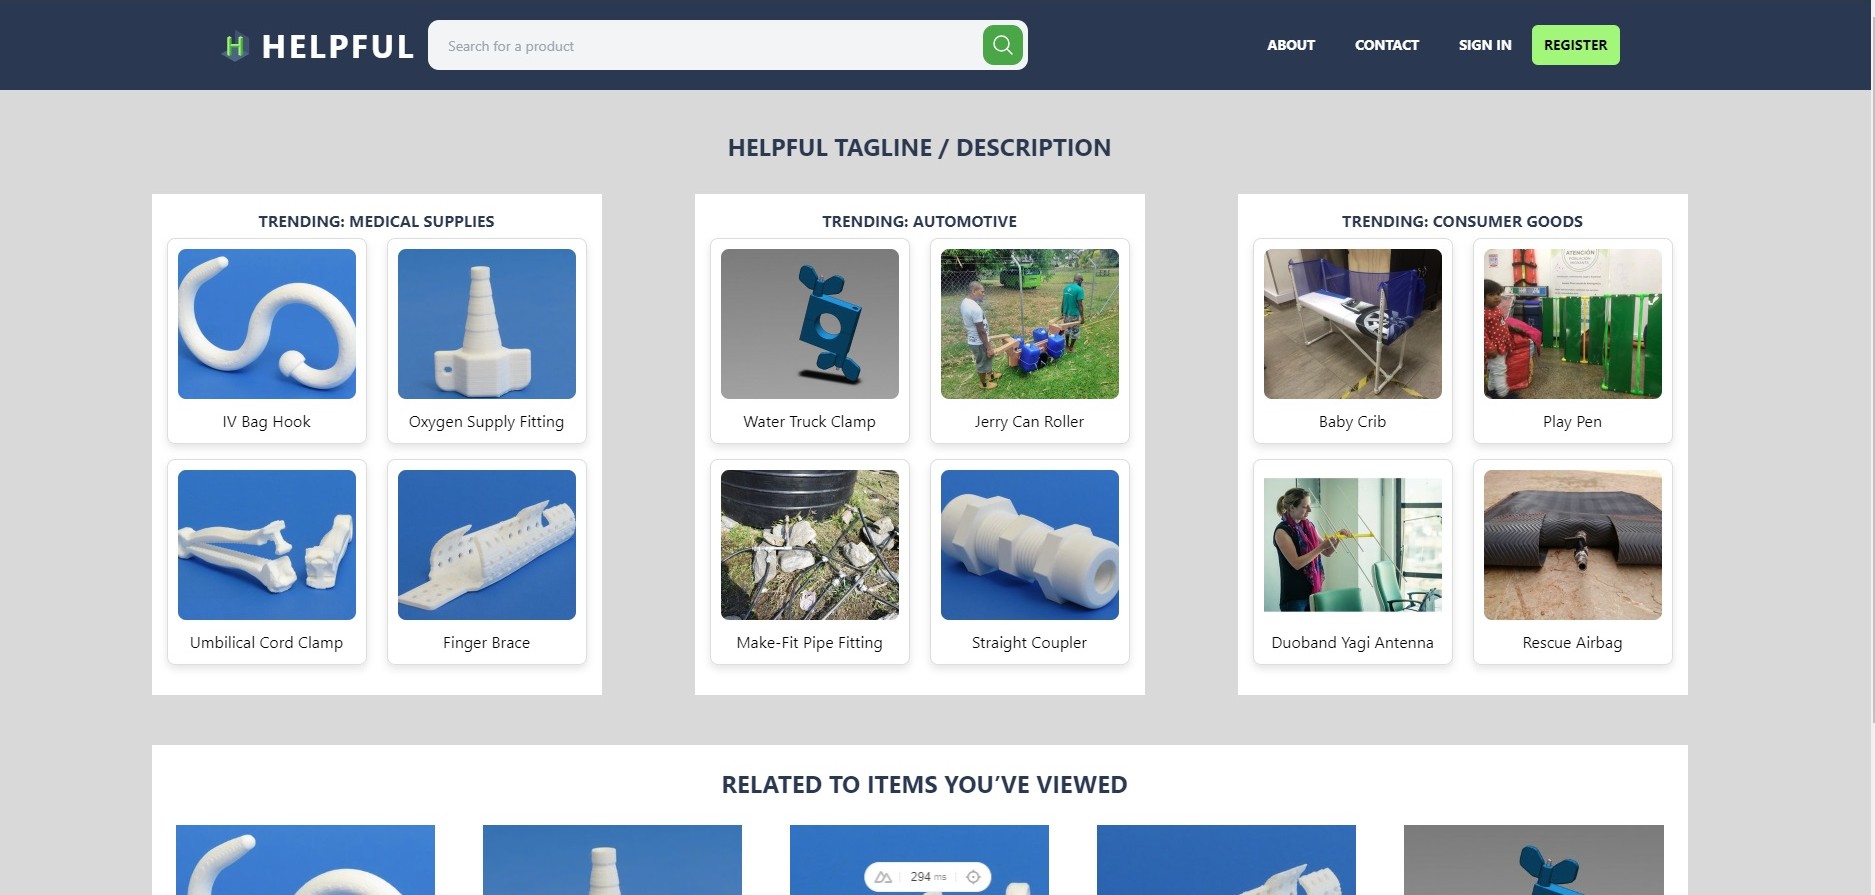 HELPFUL
Search for a product
ABOUT
CONTACT
SIGN IN
REGISTER
HELPFUL TAGLINE / DESCRIPTION
TRENDING: MEDICAL SUPPLIES
IV Bag Hook
Oxygen Supply Fitting
Umbilical Cord Clamp
Finger Brace
TRENDING: AUTOMOTIVE
Water Truck Clamp
Jerry Can Roller
Make-Fit Pipe Fitting
Straight Coupler
TRENDING: CONSUMER GOODS
ATENCIÓN
Baby Crib
Play Pen
Duoband Yagi Antenna
Rescue Airbag
RELATED TO ITEMS YOU’VE VIEWED
294 ms